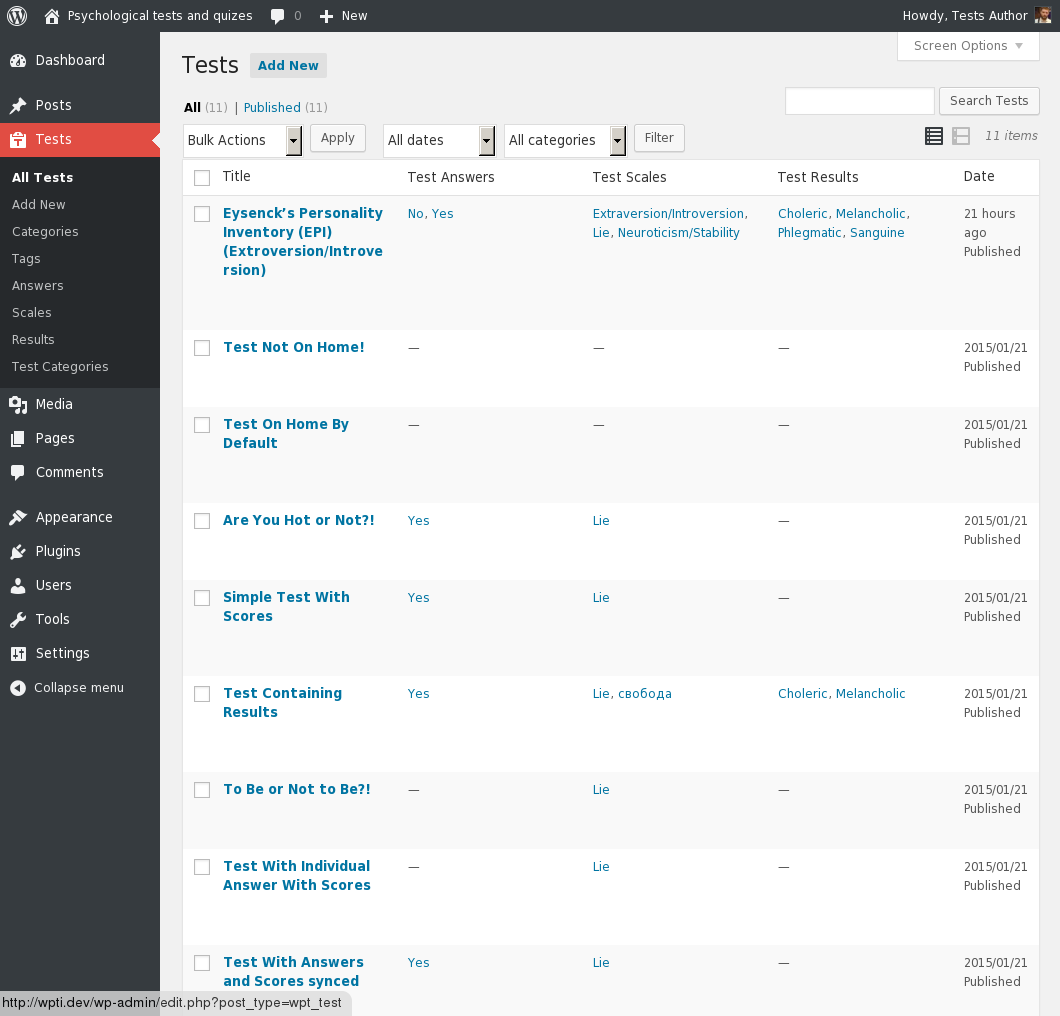 Psychological tests and quizes 0 New Howdy, Tests Author
Screen Options
Dashboard
Posts
Tests
All Tests
Add New
Categories
Tags
Answers
Scales
Results
Test Categories
Media
Pages
Comments
Appearance
Plugins
Users
Tools
Settings
Collapse menu
Tests Add New
All (11) | Published (11)
Search Tests
Bulk Actions Apply All dates All categories Filter 11 items
Title Test Answers Test Scales Test Results Date
Eysenck’s Personality No, Yes Extraversion/Introversion, Choleric, Melancholic, 21 hours
Inventory (EPI) Lie, Neuroticism/Stability Phlegmatic, Sanguine ago
(Extroversion/Introve Published
rsion)
Test Not On Home! — — — 2015/01/21
Published
Test On Home By — — — 2015/01/21
Default Published
Are You Hot or Not?! Yes Lie — 2015/01/21
Published
Simple Test With Yes Lie — 2015/01/21
Scores Published
Test Containing Yes Lie, свобода Choleric, Melancholic 2015/01/21
Results Published
To Be or Not to Be?! — Lie — 2015/01/21
Published
Test With Individual — Lie — 2015/01/21
Answer With Scores Published
Test With Answers Yes Lie — 2015/01/21
and Scores synced Published
http://wpti.dev/wp-admin/edit.php?post_type=wpt_test